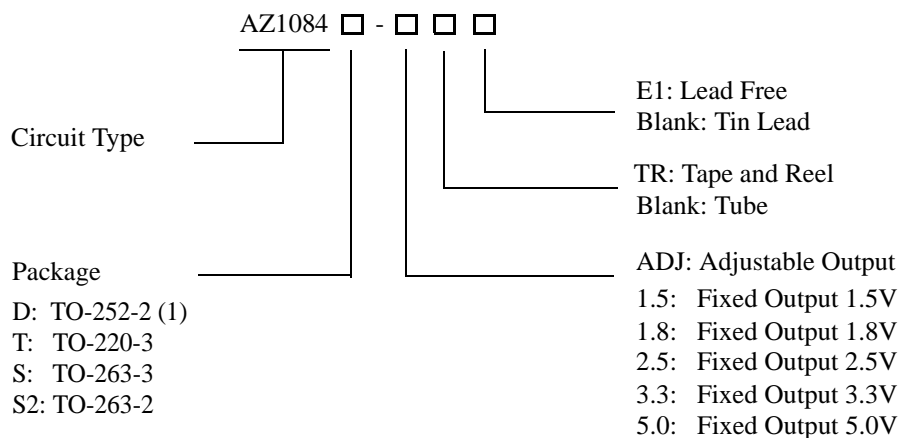 AZ1084 □ - □ □ □
Circuit Type
E1: Lead Free
Blank: Tin Lead
TR: Tape and Reel
Blank: Tube
Package
D: TO-252-2 (1)
T: TO-220-3
S: TO-263-3
S2: TO-263-2
ADJ: Adjustable Output
1.5: Fixed Output 1.5V
1.8: Fixed Output 1.8V
2.5: Fixed Output 2.5V
3.3: Fixed Output 3.3V
5.0: Fixed Output 5.0V